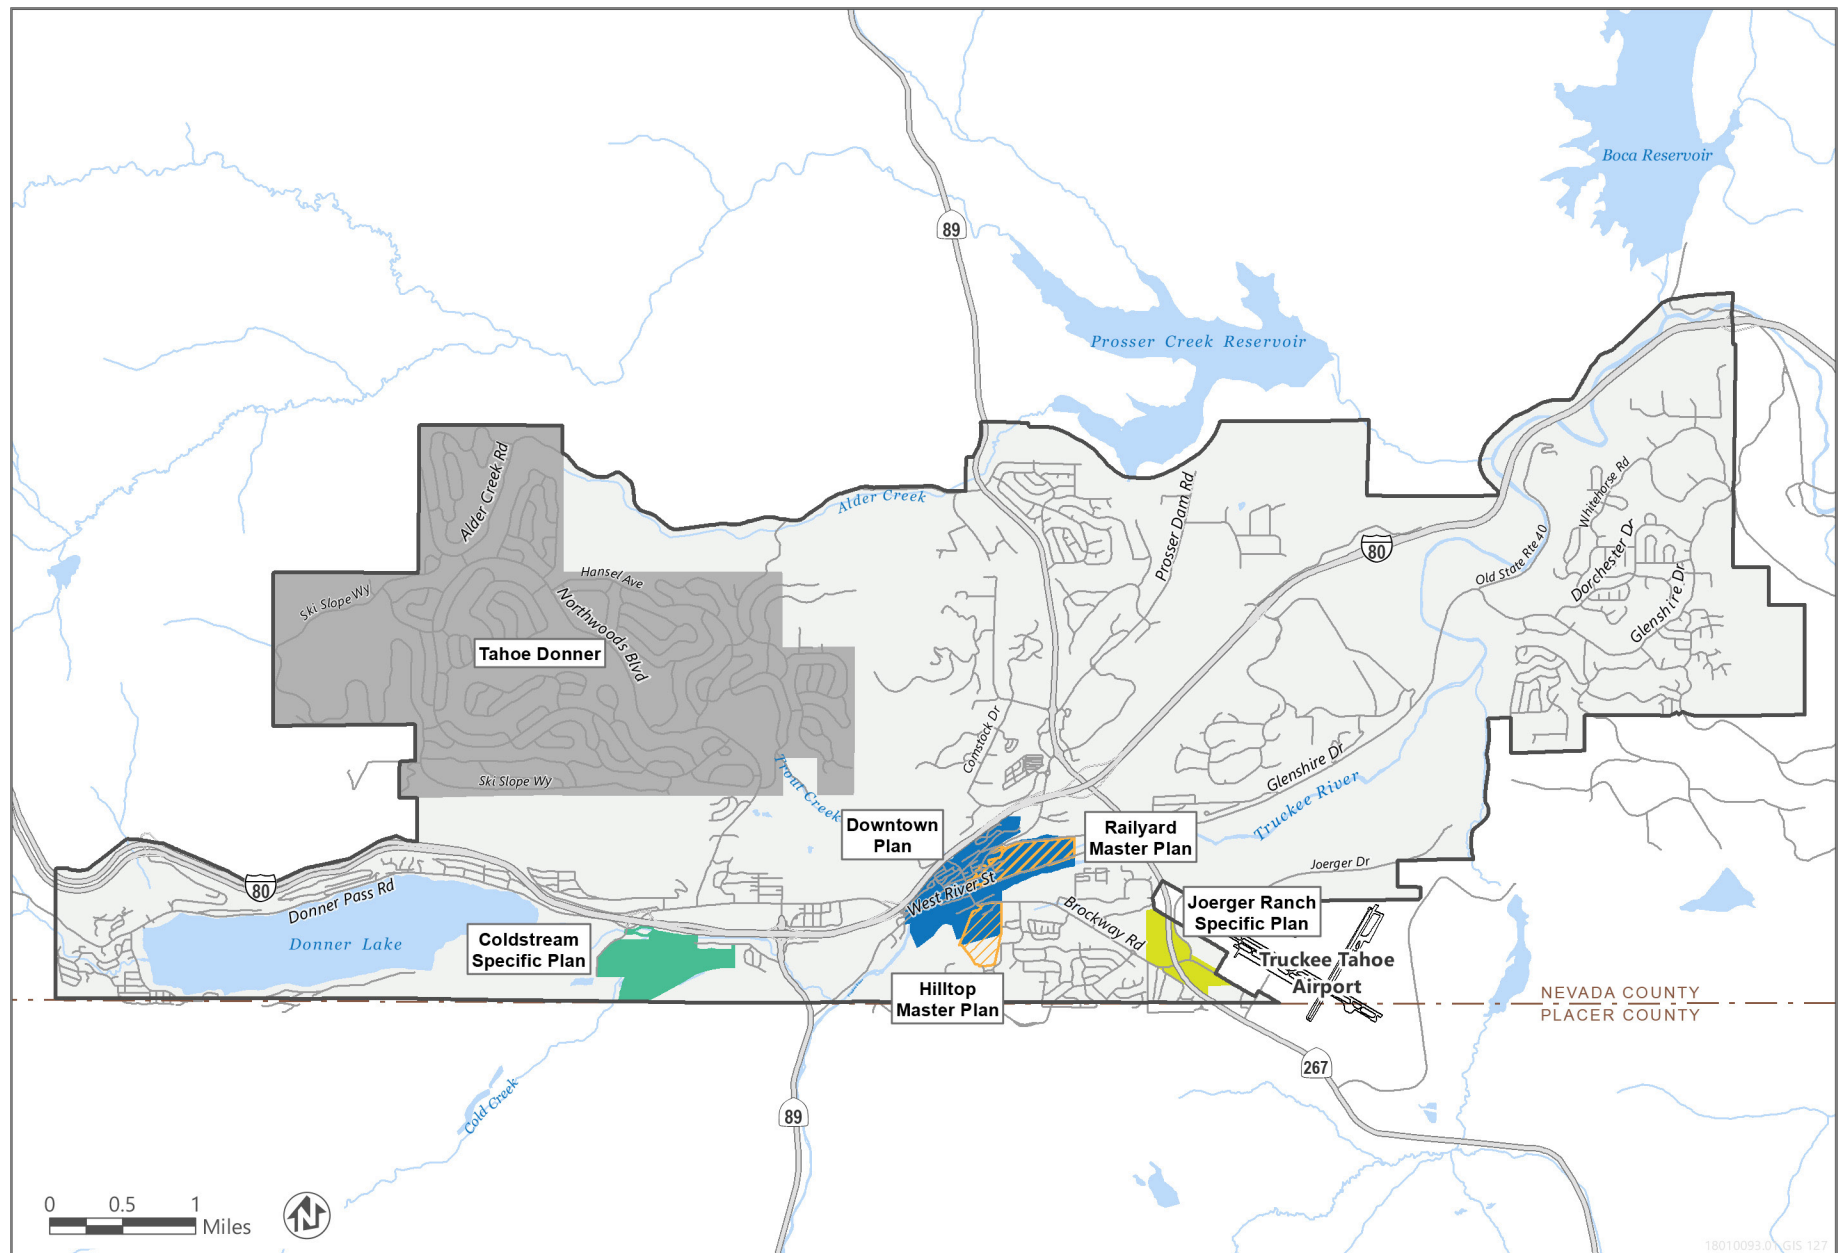 Boca Reservoir
89
Prosser Creek Reservoir
Alder Creek Rd
Alder Creek
Prosser Dam Rd
Whitehorse Rd
80
Old State Rte 40
Dorchester Dr
Glenshire Dr
Hansel Ave
Ski Slope Wy
Northwoods Blvd
Tahoe Donner
Comstock Dr
Ski Slope Wy
Trout Creek
Glenshire Dr
Truckee River
Downtown
Plan
Railyard
Master Plan
Joerger Dr
80
Donner Pass Rd
West River St
Brockway Rd
Joerger Ranch
Specific Plan
Donner Lake
Coldstream
Specific Plan
Truckee Tahoe
Airport
Hilltop
Master Plan
NEVADA COUNTY
PLACER COUNTY
267
Cold Creek
89
0 0.5 1
Miles
N
18010093.01 GIS 127